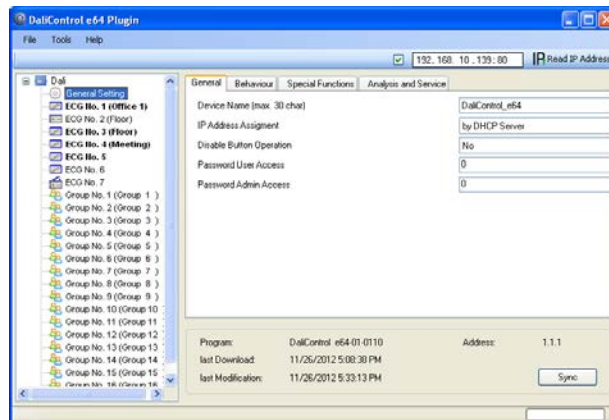 DaliControl e64 Plugin
File Tools Help
192. 168. 10 . 139 : 80 IP Read IP Address
Dali
General Setting
ECG No. 1 (Office 1)
ECG No. 2 (Floor)
ECG No. 3 (Floor)
ECG No. 4 (Meeting)
ECG No. 5
ECG No. 6
ECG No. 7
Group No. 1 (Group 1 )
Group No. 2 (Group 2 )
Group No. 3 (Group 3 )
Group No. 4 (Group 4 )
Group No. 5 (Group 5 )
Group No. 6 (Group 6 )
Group No. 7 (Group 7 )
Group No. 8 (Group 8 )
Group No. 9 (Group 9 )
Group No. 10 (Group 10
Group No. 11 (Group 11
Group No. 12 (Group 12
Group No. 13 (Group 13
Group No. 14 (Group 14
Group No. 15 (Group 15
Group No. 16 (Group 16
General Behaviour Special Functions Analysis and Service
Device Name (max. 30 char) DaliControl_e64
IP Address Assigment by DHCP Server
Disable Button Operation No
Password User Access 0
Password Admin Access 0
Program: DaliControl e64-01-0110 Address: 1.1.1
last Download: 11/26/2012 5:08:38 PM
last Modification: 11/26/2012 5:33:13 PM
Sync